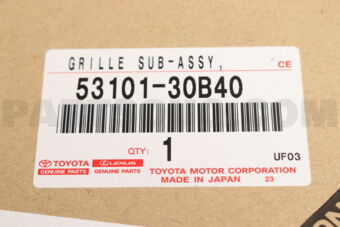 GRILLE SUB-ASSY,
CE
53101-30B40
QTY: 1
UF03
TOYOTA
GENUINE PARTS
LEXUS
GENUINE PARTS
TOYOTA MOTOR CORPORATION
MADE IN JAPAN 23